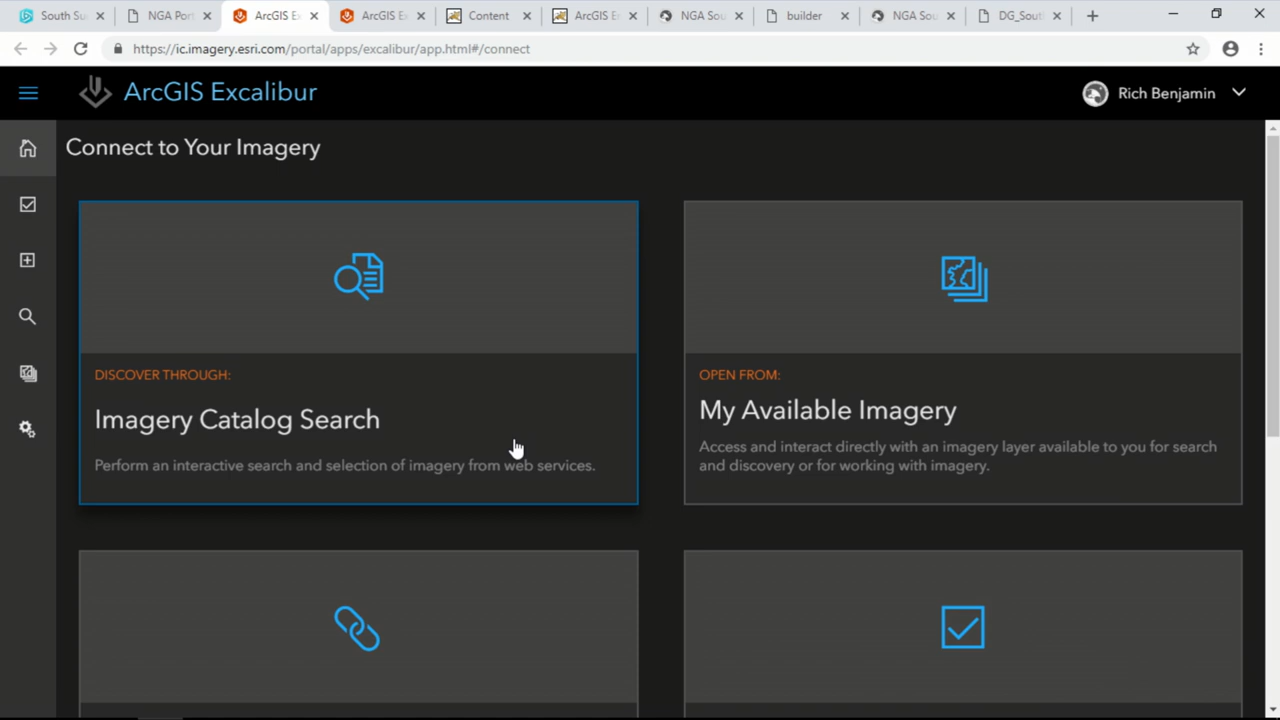 South Su
NGA Por
ArcGIS E
ArcGIS E
Content
ArcGIS Er
NGA Sou
builder
NGA Sou
DG_Sout
https://ic.imagery.esri.com/portal/apps/excalibur/app.html#/connect
ArcGIS Excalibur
Rich Benjamin
Connect to Your Imagery
DISCOVER THROUGH:
Imagery Catalog Search
Perform an interactive search and selection of imagery from web services.
OPEN FROM:
My Available Imagery
Access and interact directly with an imagery layer available to you for search
and discovery or for working with imagery.